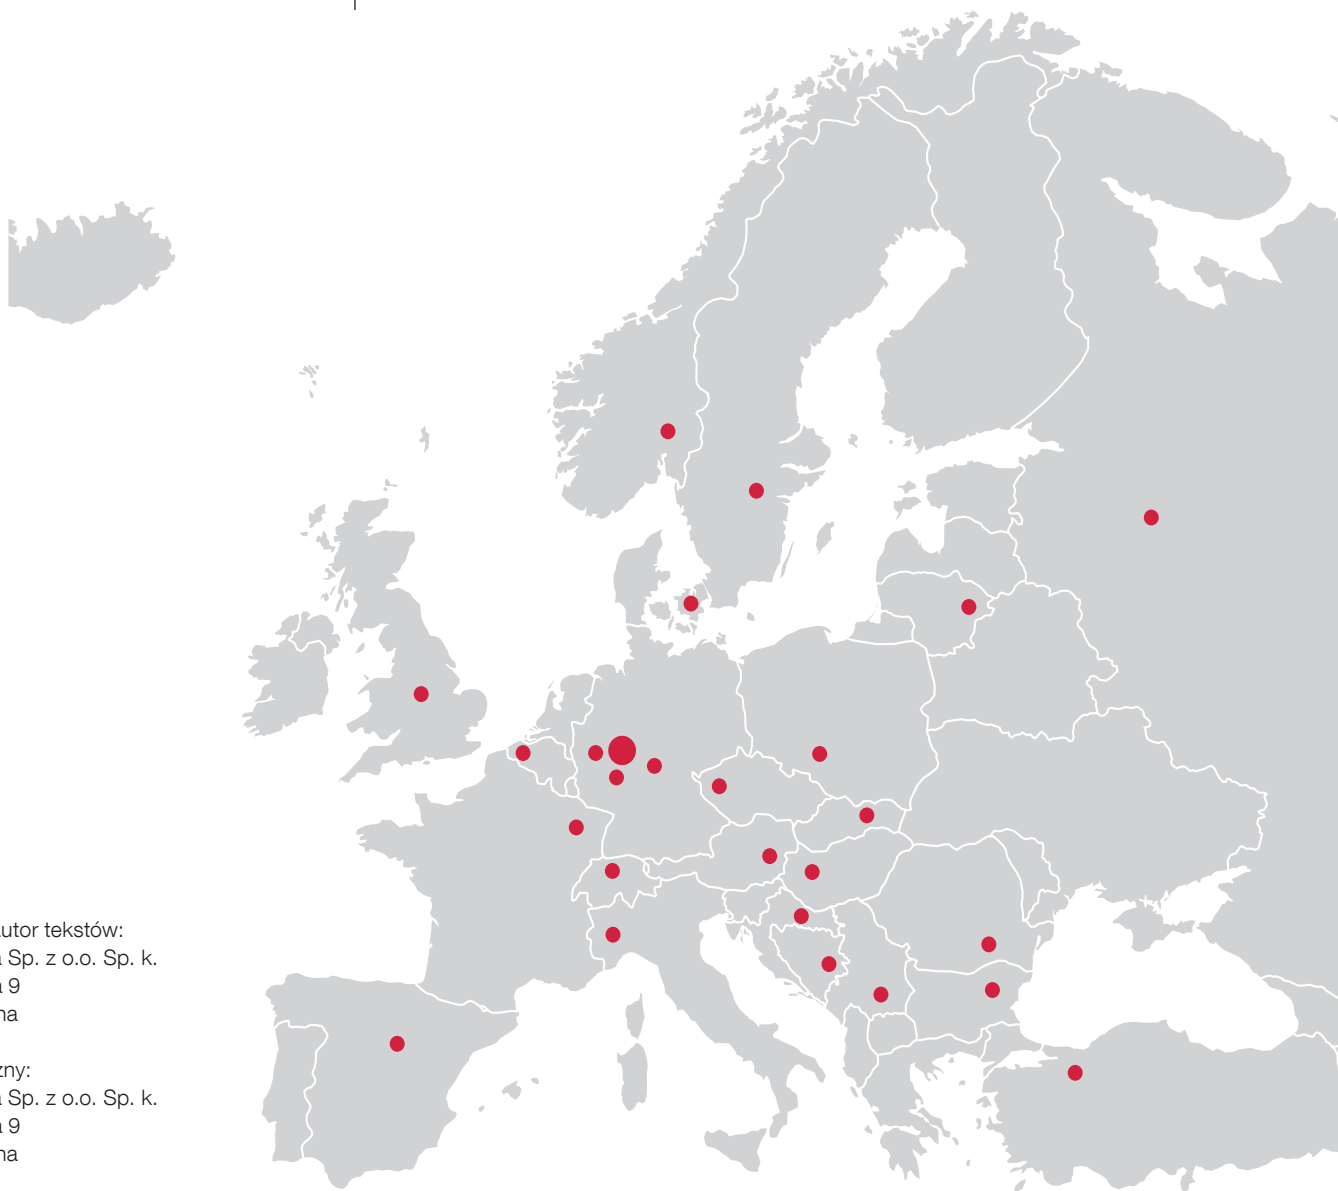 utor tekstów:
a Sp. z o.o. Sp. k.
a 9
na
zny:
a Sp. z o.o. Sp. k.
a 9
na